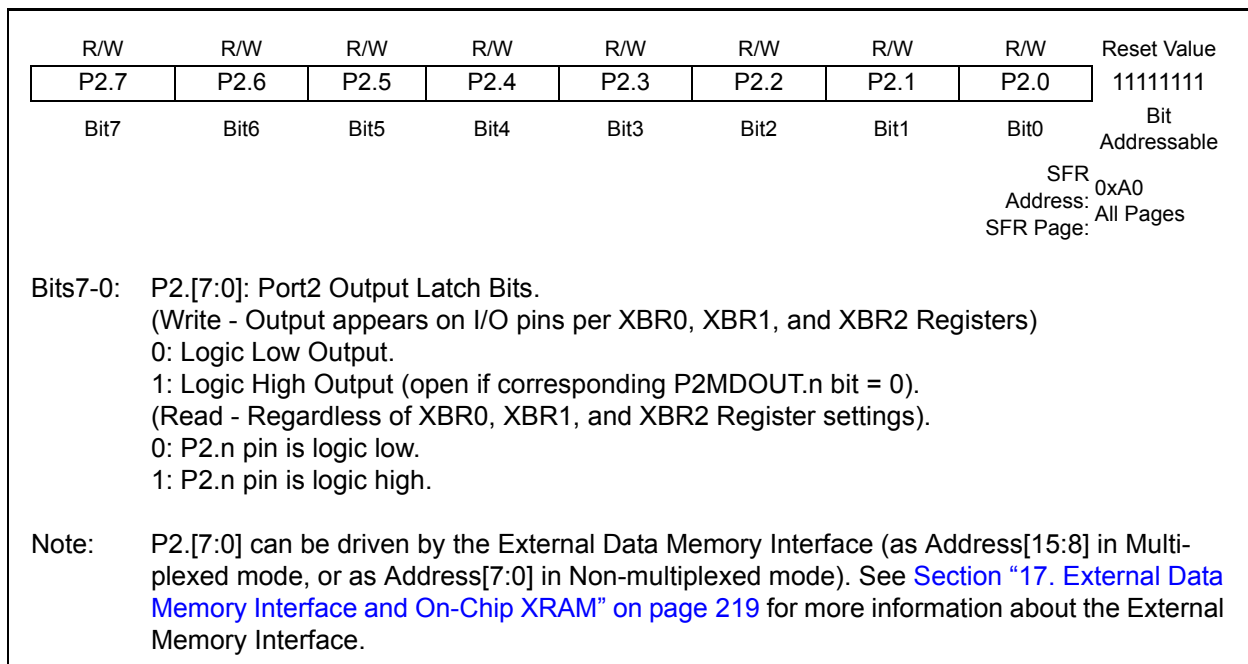 R/W R/W R/W R/W R/W R/W R/W R/W Reset Value
P2.7 P2.6 P2.5 P2.4 P2.3 P2.2 P2.1 P2.0 11111111
Bit7 Bit6 Bit5 Bit4 Bit3 Bit2 Bit1 Bit0 Bit
Addressable
SFR
Address: 0xA0
SFR Page: All Pages
Bits7-0: P2.[7:0]: Port2 Output Latch Bits.
(Write - Output appears on I/O pins per XBR0, XBR1, and XBR2 Registers)
0: Logic Low Output.
1: Logic High Output (open if corresponding P2MDOUT.n bit = 0).
(Read - Regardless of XBR0, XBR1, and XBR2 Register settings).
0: P2.n pin is logic low.
1: P2.n pin is logic high.
Note: P2.[7:0] can be driven by the External Data Memory Interface (as Address[15:8] in Multi-
plexed mode, or as Address[7:0] in Non-multiplexed mode). See Section “17. External Data
Memory Interface and On-Chip XRAM” on page 219 for more information about the External
Memory Interface.